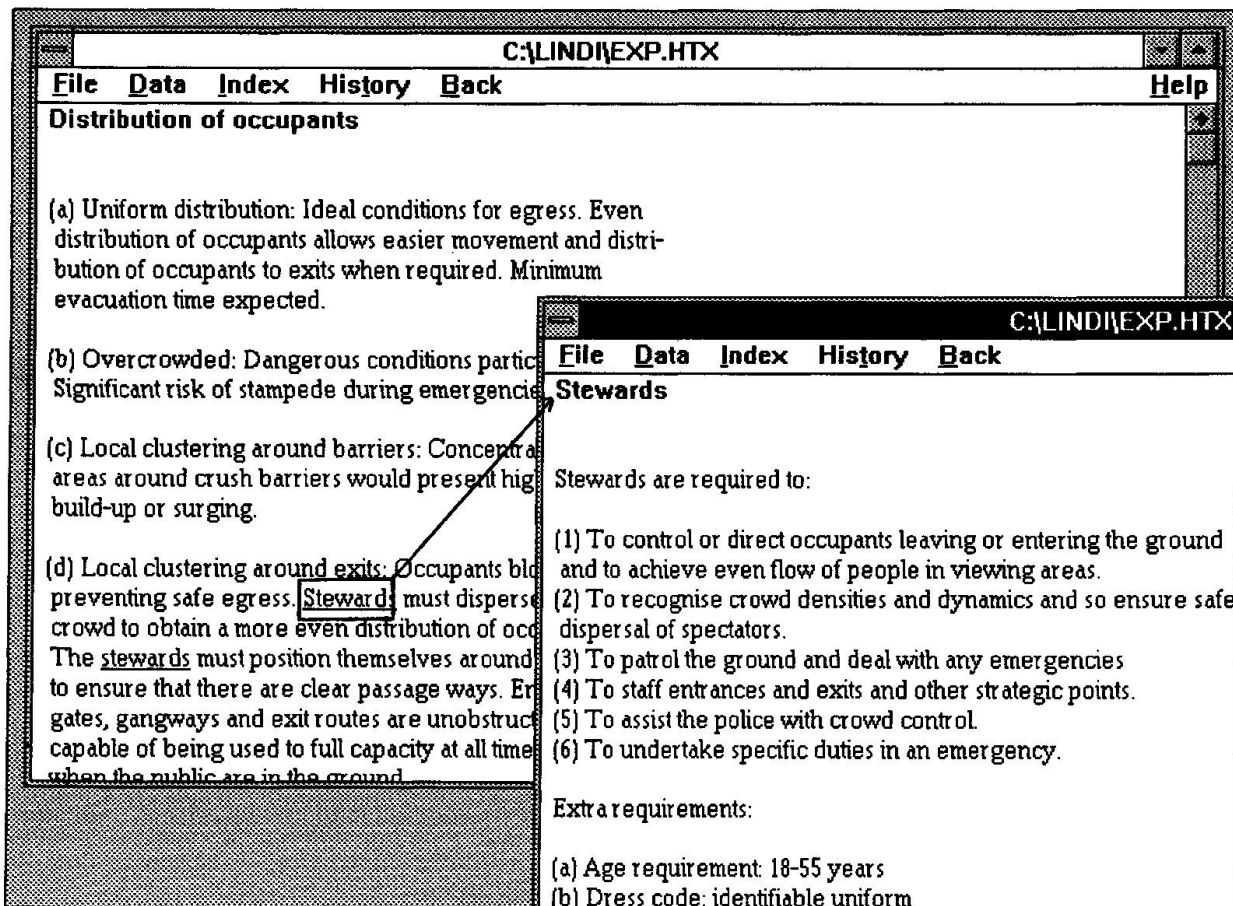 C:\LINDI\EXP.HTX
File Data Index History Back Help
Distribution of occupants
(a) Uniform distribution: Ideal conditions for egress. Even
distribution of occupants allows easier movement and distri-
bution of occupants to exits when required. Minimum
evacuation time expected.
(b) Overcrowded: Dangerous conditions partic
Significant risk of stampede during emergencie
(c) Local clustering around barriers: Concentra
areas around crush barriers would present hig
build-up or surging.
(d) Local clustering around exits: Occupants blo
preventing safe egress. Stewards must disperse
crowd to obtain a more even distribution of occ
The stewards must position themselves around
to ensure that there are clear passage ways. En
gates, gangways and exit routes are unobstruct
capable of being used to full capacity at all time
when the public are in the ground
C:\LINDI\EXP.HTX
File Data Index History Back
Stewards
Stewards are required to:
(1) To control or direct occupants leaving or entering the ground
and to achieve even flow of people in viewing areas.
(2) To recognise crowd densities and dynamics and so ensure safe
dispersal of spectators.
(3) To patrol the ground and deal with any emergencies
(4) To staff entrances and exits and other strategic points.
(5) To assist the police with crowd control.
(6) To undertake specific duties in an emergency.
Extra requirements:
(a) Age requirement: 18-55 years
(b) Dress code: identifiable uniform